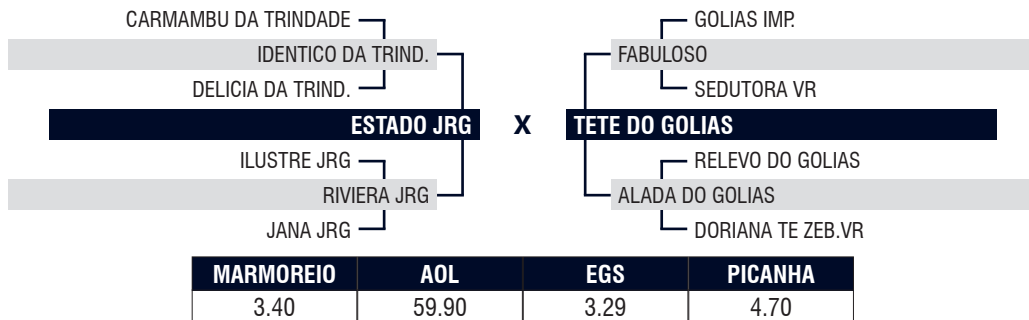 CARMAMBU DA TRINDADE GOLIAS IMP.
IDENTICO DA TRIND. FABULOSO
DELICIA DA TRIND. SEDUTORA VR
ESTADO JRG X TETE DO GOLIAS
ILUSTRE JRG RELEVO DO GOLIAS
RIVIERA JRG ALADA DO GOLIAS
JANA JRG DORIANA TE ZEB.VR
MARMOREIO AOL EGS PICANHA
3.40 59.90 3.29 4.70